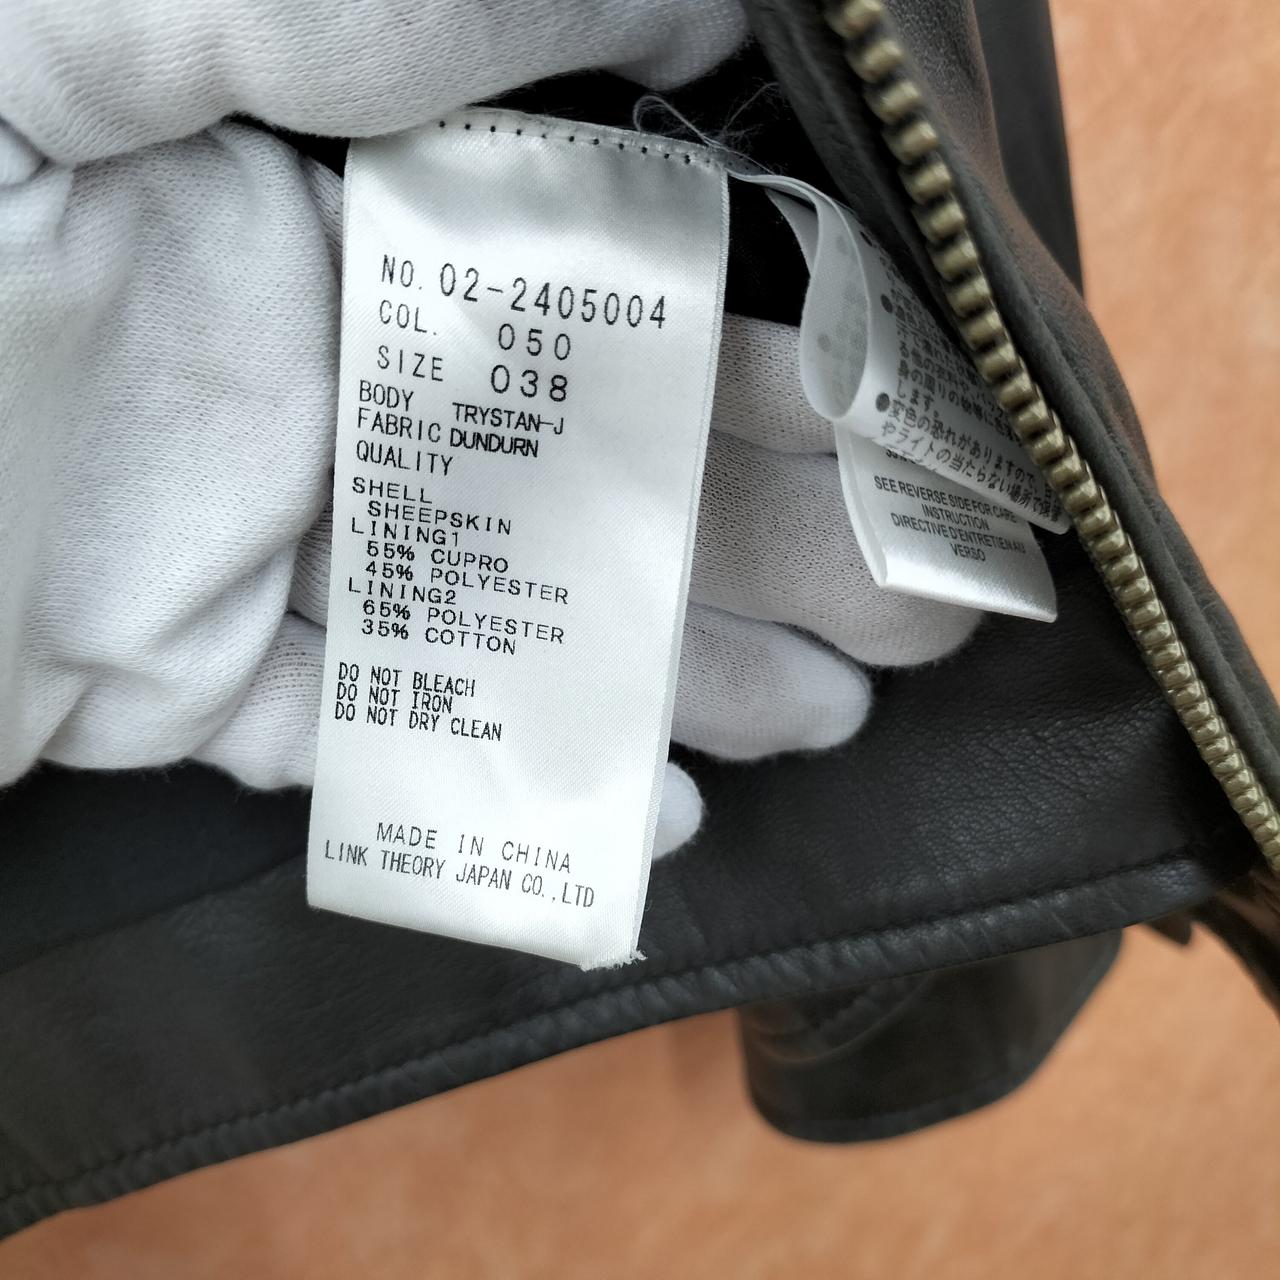 NO. 02-2405004
COL. 050
SIZE 038
BODY TRYSTAN-J
FABRIC DUNDURN
QUALITY
SHELL
SHEEPSKIN
LINING1
55% CUPRO
45% POLYESTER
LINING2
65% POLYESTER
35% COTTON
DO NOT BLEACH
DO NOT IRON
DO NOT DRY CLEAN
MADE IN CHINA
LINK THEORY JAPAN CO.,LTD
します。
●変色の恐れがありますので、日
やライトの当たらない場所で保管
SEE REVERSE SIDE FOR CARE
INSTRUCTION
DIRECTIVE D'ENTRETIEN AU
VERSO